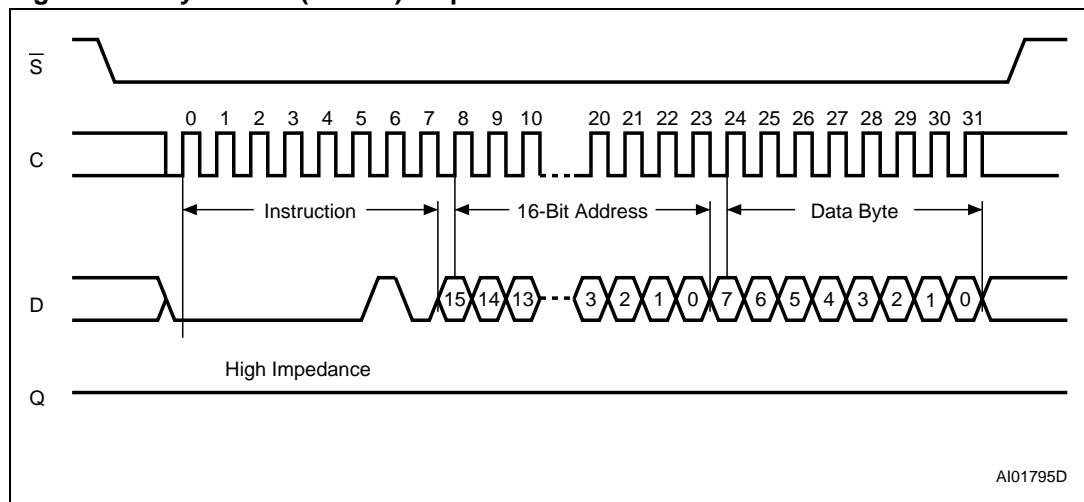 S
0 1 2 3 4 5 6 7 8 9 10 20 21 22 23 24 25 26 27 28 29 30 31
C
Instruction 16-Bit Address Data Byte
D
15 14 13 3 2 1 0 7 6 5 4 3 2 1 0
High Impedance
Q
AI01795D